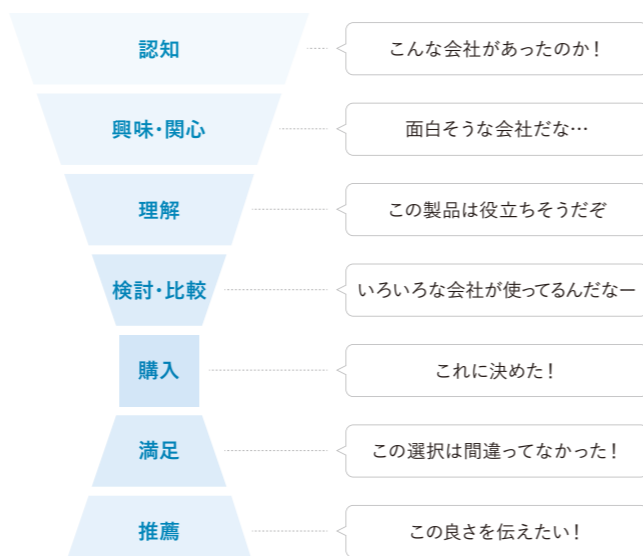 認知
こんな会社があったのか！
興味・関心
面白そうな会社だな…
理解
この製品は役立ちそうだぞ
検討・比較
いろいろな会社が使ってるんだなー
購入
これに決めた！
満足
この選択は間違ってなかった！
推薦
この良さを伝えたい！